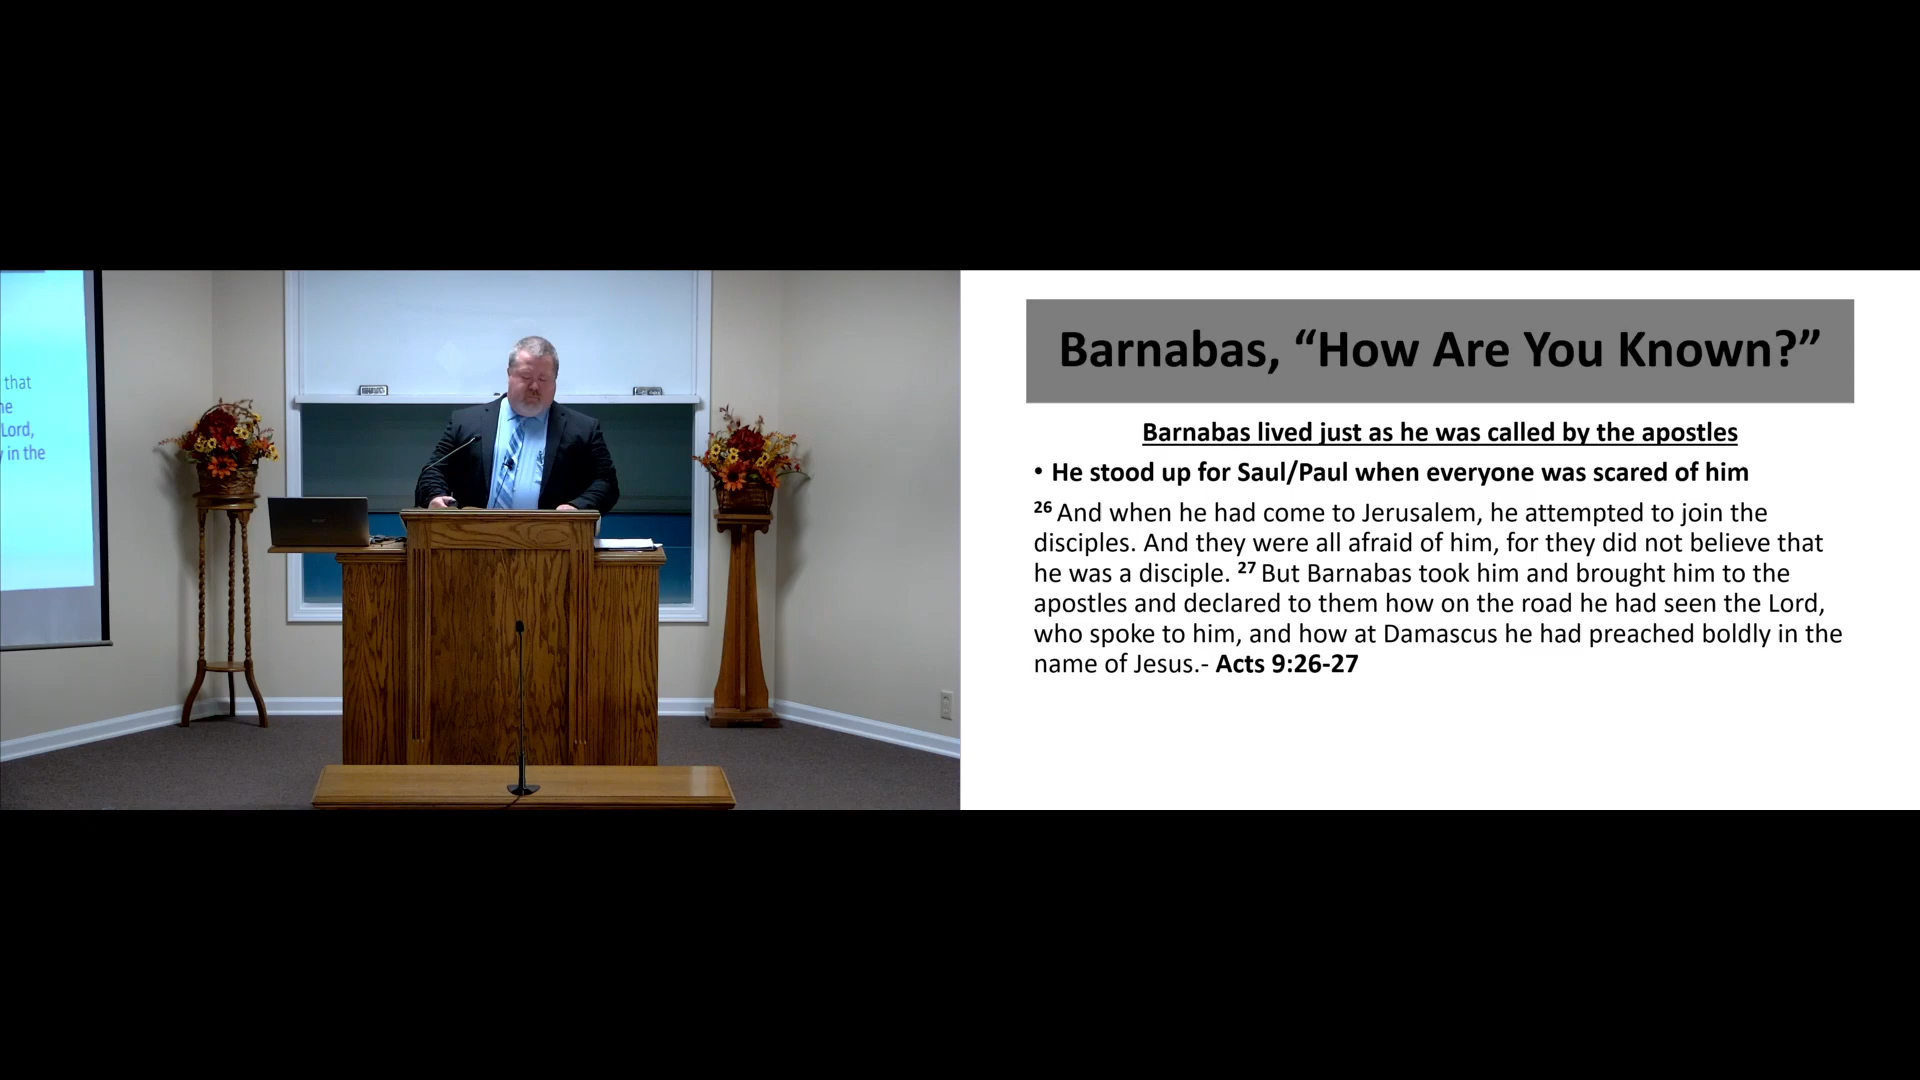 that
he
Lord,
in the
Barnabas, “How Are You Known?”
Barnabas lived just as he was called by the apostles
• He stood up for Saul/Paul when everyone was scared of him
26 And when he had come to Jerusalem, he attempted to join the
disciples. And they were all afraid of him, for they did not believe that
he was a disciple. 27 But Barnabas took him and brought him to the
apostles and declared to them how on the road he had seen the Lord,
who spoke to him, and how at Damascus he had preached boldly in the
name of Jesus.- Acts 9:26-27